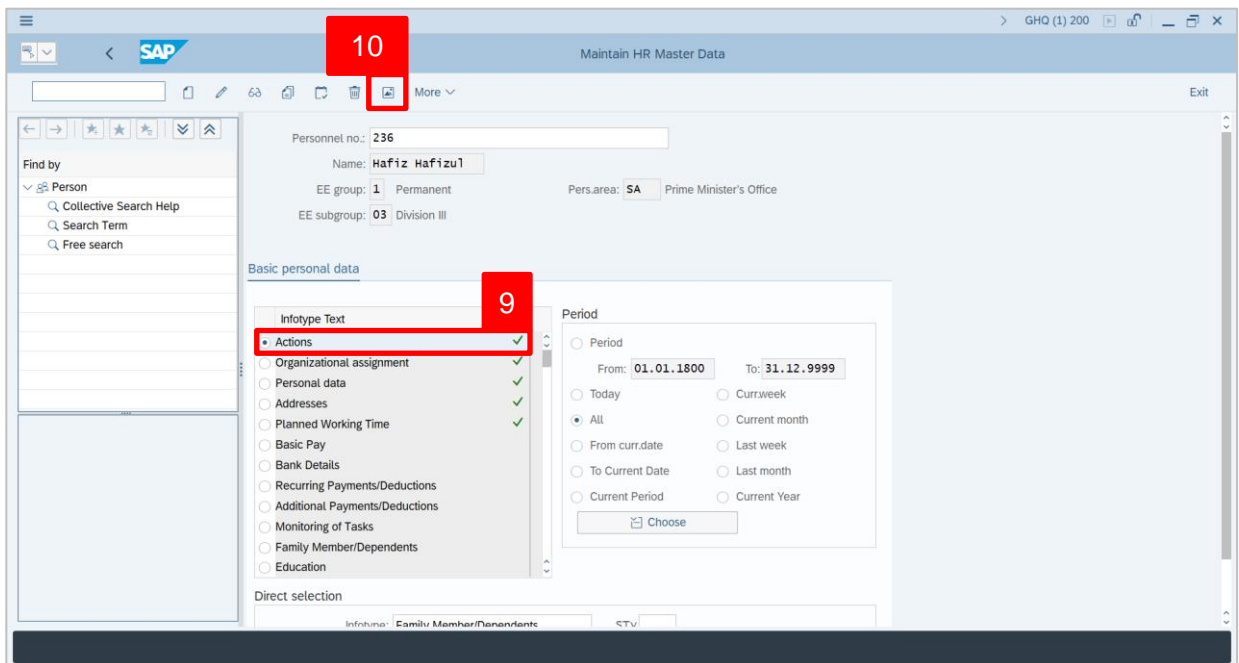 GHQ (1) 200
SAP
10
Maintain HR Master Data
More
Exit
Find by
Person
Collective Search Help
Search Term
Free search
Personnel no.: 236
Name: Hafiz Hafizul
EE group: 1 Permanent Pers.area: SA Prime Minister's Office
EE subgroup: 03 Division III
Basic personal data
9
Infotype Text
Actions
Organizational assignment
Personal data
Addresses
Planned Working Time
Basic Pay
Bank Details
Recurring Payments/Deductions
Additional Payments/Deductions
Monitoring of Tasks
Family Member/Dependents
Education
Period
Period
From: 01.01.1800 To: 31.12.9999
Today Curr.week
All Current month
From curr.date Last week
To Current Date Last month
Current Period Current Year
Choose
Direct selection
Infotype: Family Member/Dependents STy